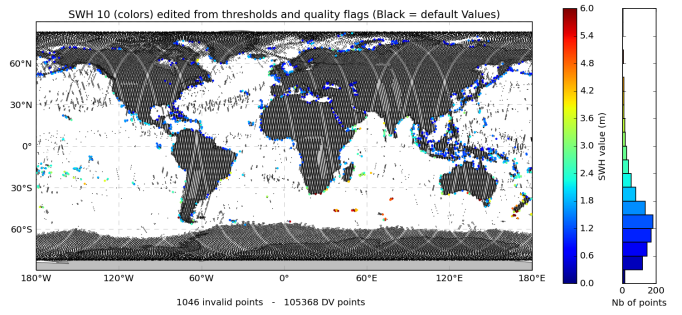 SWH 10 (colors) edited from thresholds and quality flags (Black = default Values)
60°N
30°N
0°
30°S
60°S
180°W
120°W
60°W
0°
60°E
120°E
180°E
1046 invalid points - 105368 DV points
6.0
5.4
4.8
4.2
3.6
3.0
2.4
1.8
1.2
0.6
0.0
SWH value (m)
0
200
Nb of points